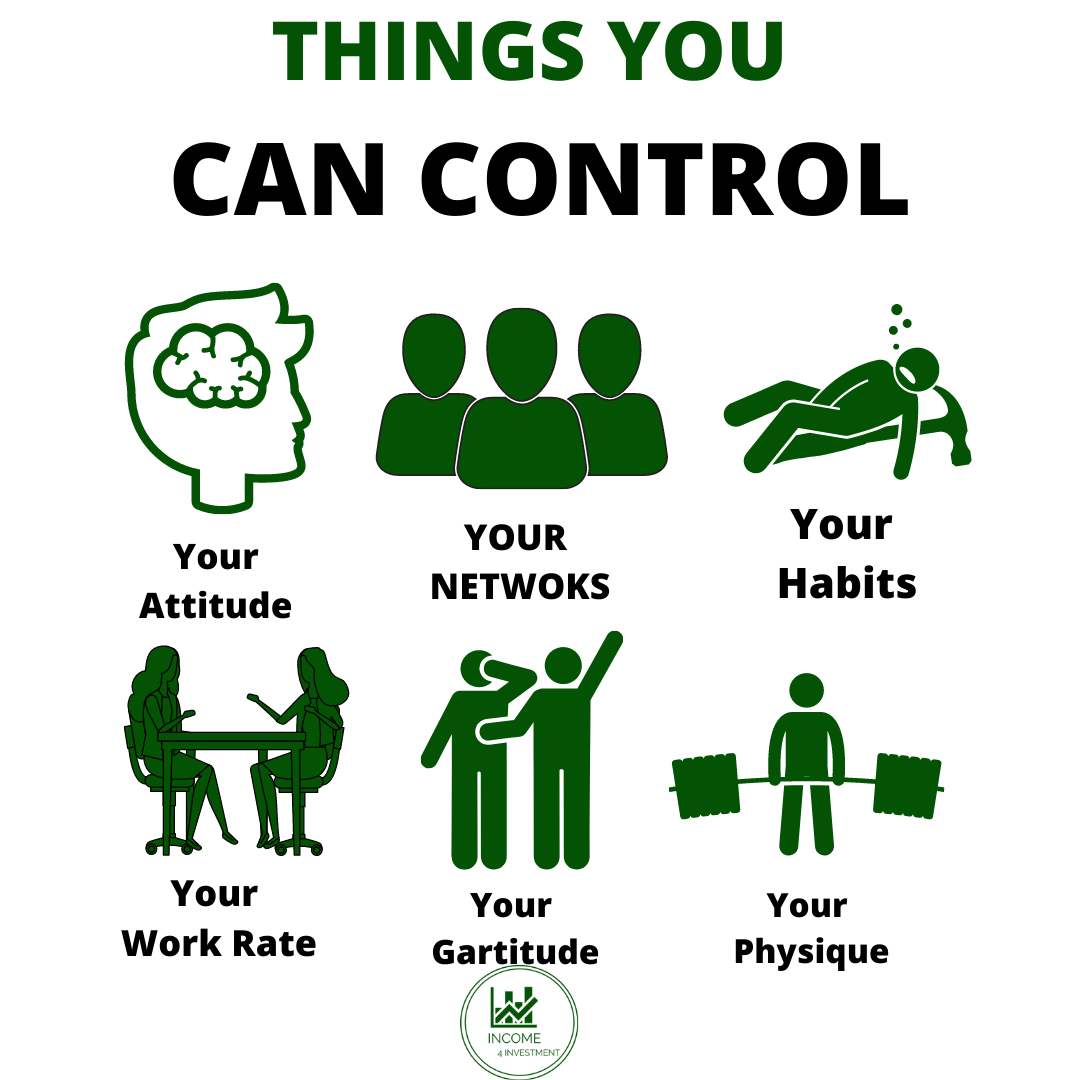 THINGS YOU
CAN CONTROL
Your
Attitude
YOUR
NETWOKS
Your
Habits
Your
Work Rate
Your
Gartitude
Your
Physique
INCOME
4 INVESTMENT